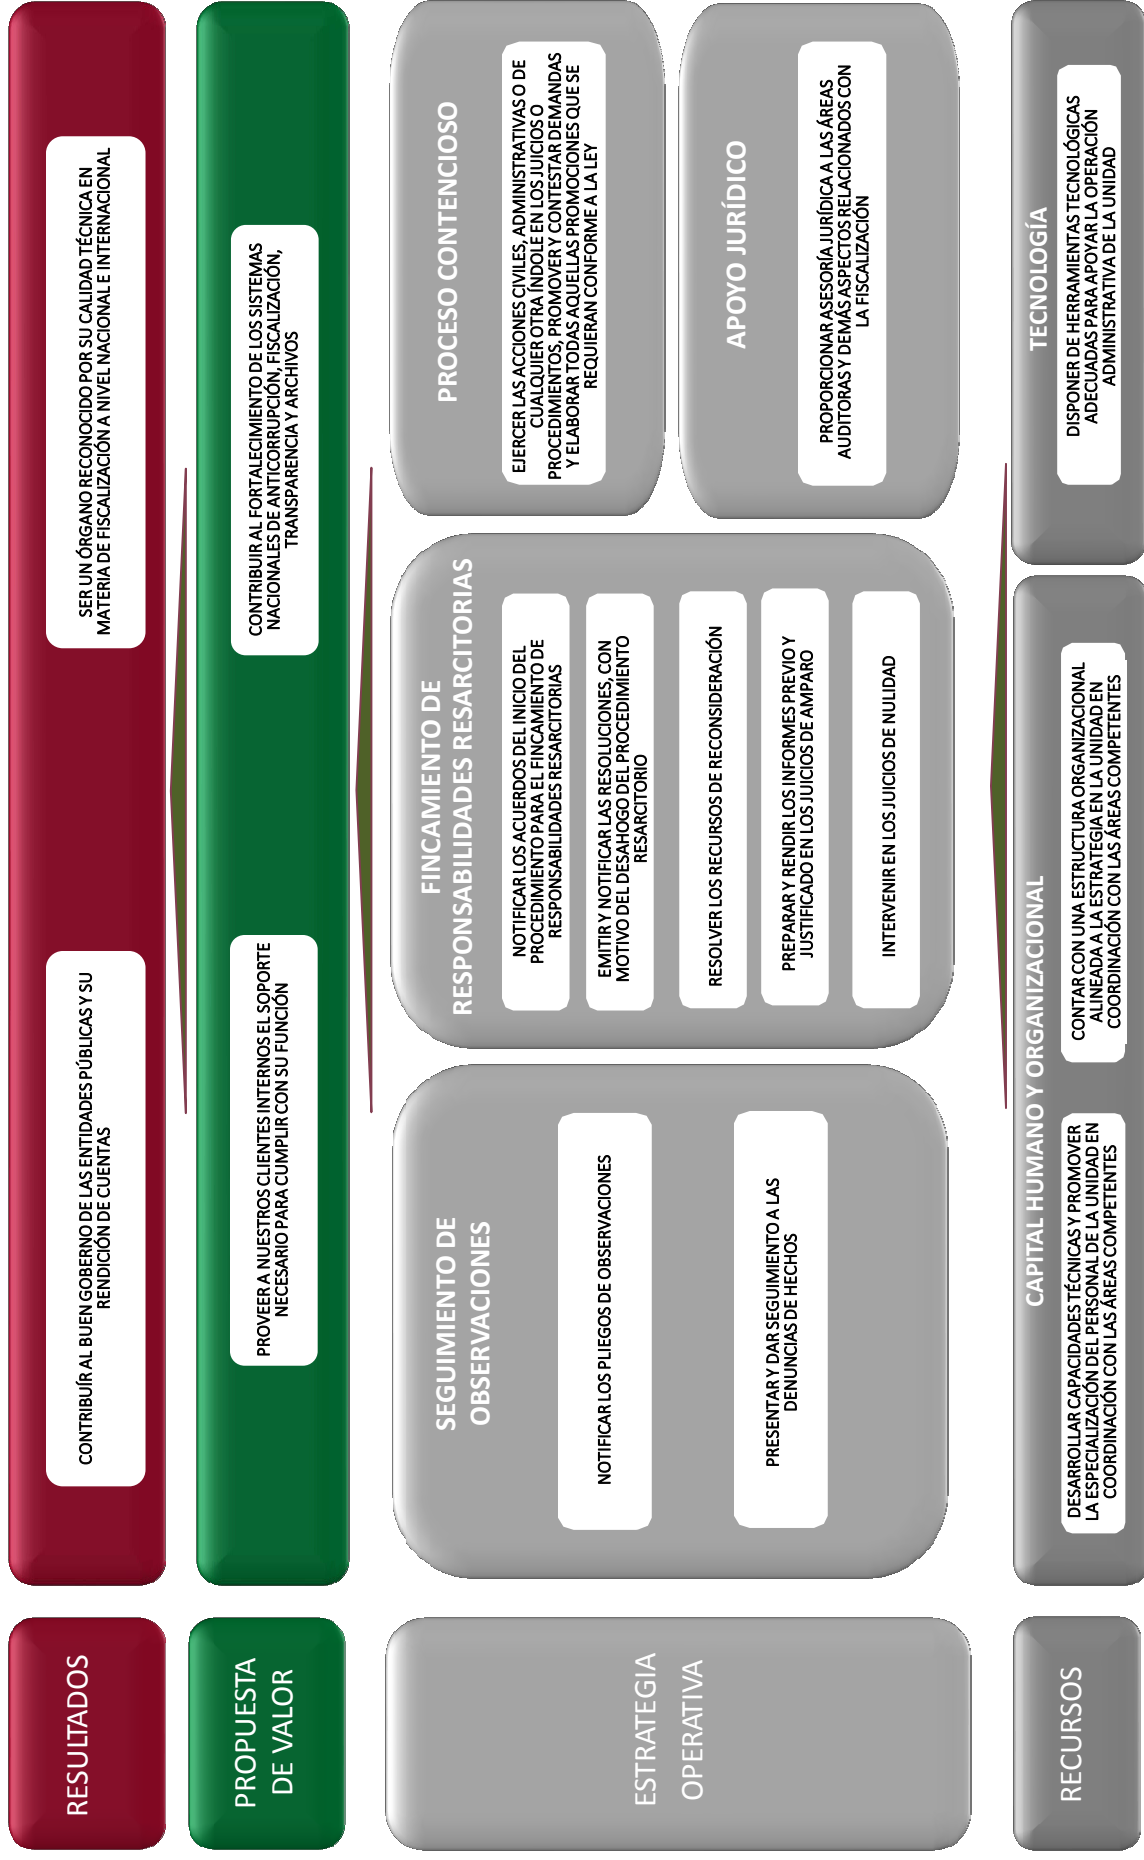 RESULTADOS
CONTRIBUÍR AL BUEN GOBIERNO DE LAS ENTIDADES PÚBLICAS Y SU
RENDICIÓN DE CUENTAS
SER UN ÓRGANO RECONOCIDO POR SU CALIDAD TÉCNICA EN
MATERIA DE FISCALIZACIÓN A NIVEL NACIONAL E INTERNACIONAL
PROPUESTA
DE VALOR
PROVEER A NUESTROS CLIENTES INTERNOS EL SOPORTE
NECESARIO PARA CUMPLIR CON SU FUNCIÓN
CONTRIBUIR AL FORTALECIMIENTO DE LOS SISTEMAS
NACIONALES DE ANTICORRUPCIÓN, FISCALIZACIÓN,
TRANSPARENCIA Y ARCHIVOS
ESTRATEGIA
OPERATIVA
SEGUIMIENTO DE
OBSERVACIONES
NOTIFICAR LOS PLIEGOS DE OBSERVACIONES
PRESENTAR Y DAR SEGUIMIENTO A LAS
DENUNCIAS DE HECHOS
FINCAMIENTO DE
RESPONSABILIDADES RESARCITORIAS
NOTIFICAR LOS ACUERDOS DEL INICIO DEL
PROCEDIMIENTO PARA EL FINCAMIENTO DE
RESPONSABILIDADES RESARCITORIAS
EMITIR Y NOTIFICAR LAS RESOLUCIONES, CON
MOTIVO DEL DESAHOGO DEL PROCEDIMIENTO
RESARCITORIO
RESOLVER LOS RECURSOS DE RECONSIDERACIÓN
PREPARAR Y RENDIR LOS INFORMES PREVIO Y
JUSTIFICADO EN LOS JUICIOS DE AMPARO
INTERVENIR EN LOS JUICIOS DE NULIDAD
PROCESO CONTENCIOSO
EJERCER LAS ACCIONES CIVILES, ADMINISTRATIVAS O DE
CUALQUIER OTRA ÍNDOLE EN LOS JUICIOS O
PROCEDIMIENTOS, PROMOVER Y CONTESTAR DEMANDAS
Y ELABORAR TODAS AQUELLAS PROMOCIONES QUE SE
REQUIERAN CONFORME A LA LEY
APOYO JURÍDICO
PROPORCIONAR ASESORÍA JURÍDICA A LAS ÁREAS
AUDITORAS Y DEMÁS ASPECTOS RELACIONADOS CON
LA FISCALIZACIÓN
RECURSOS
CAPITAL HUMANO Y ORGANIZACIONAL
DESARROLLAR CAPACIDADES TÉCNICAS Y PROMOVER
LA ESPECIALIZACIÓN DEL PERSONAL DE LA UNIDAD EN
COORDINACIÓN CON LAS ÁREAS COMPETENTES
CONTAR CON UNA ESTRUCTURA ORGANIZACIONAL
ALINEADA A LA ESTRATEGIA EN LA UNIDAD EN
COORDINACIÓN CON LAS ÁREAS COMPETENTES
TECNOLOGÍA
DISPONER DE HERRAMIENTAS TECNOLÓGICAS
ADECUADAS PARA APOYAR LA OPERACIÓN
ADMINISTRATIVA DE LA UNIDAD